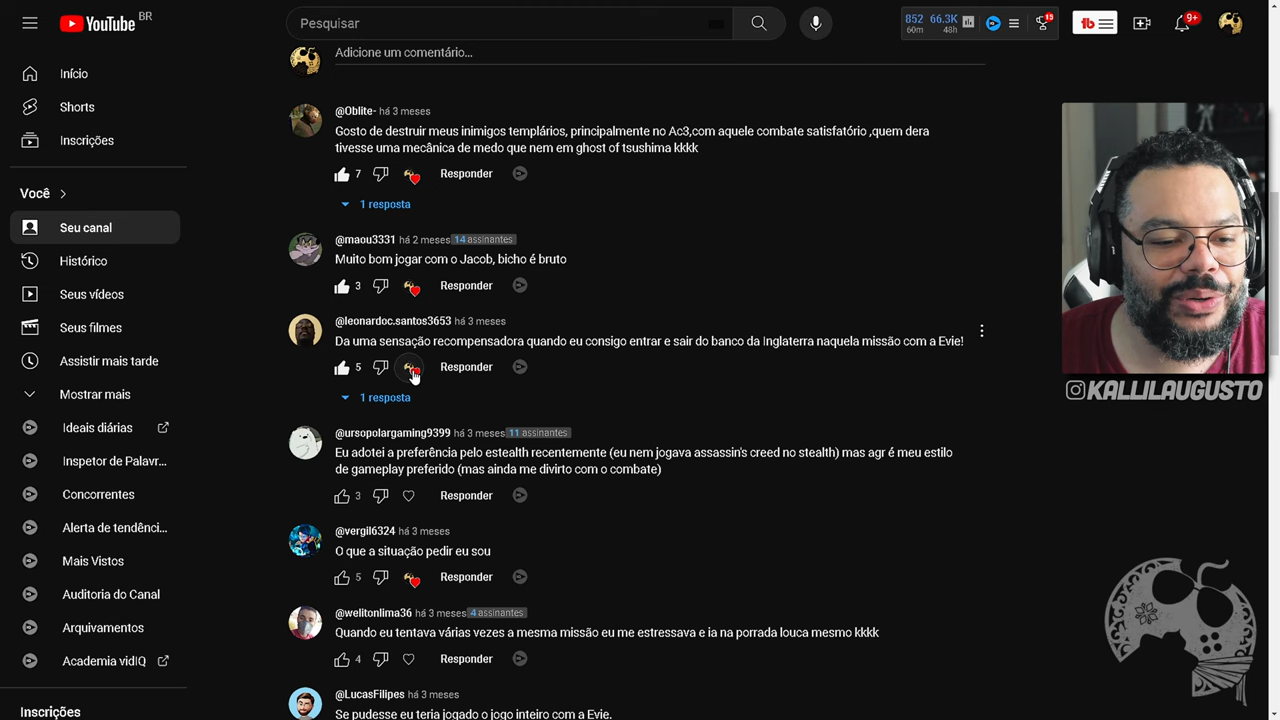 YouTube BR
Pesquisar
852 66.3K
60m 48h
13
tb
9+
Adicione um comentário...
Início
Shorts
Inscrições
Você
Seu canal
Histórico
Seus vídeos
Seus filmes
Assistir mais tarde
Mostrar mais
Ideais diárias
Inspetor de Palavr...
Concorrentes
Alerta de tendênci...
Mais Vistos
Auditoria do Canal
Arquivamentos
Academia vidIQ
Inscrições
@Oblite- há 3 meses
Gosto de destruir meus inimigos templários, principalmente no Ac3,com aquele combate satisfatório ,quem dera
tivesse uma mecânica de medo que nem em ghost of tsushima kkkk
7 Responder
1 resposta
@maou3331 há 2 meses 14 assinantes
Muito bom jogar com o Jacob, bicho é bruto
3 Responder
@leonardoc.santos3653 há 3 meses
Da uma sensação recompensadora quando eu consigo entrar e sair do banco da Inglaterra naquela missão com a Evie!
5 Responder
1 resposta
@ursopolargaming9399 há 3 meses 11 assinantes
Eu adotei a preferência pelo estealth recentemente (eu nem jogava assassin's creed no stealth) mas agr é meu estilo
de gameplay preferido (mas ainda me divirto com o combate)
3 Responder
@vergil6324 há 3 meses
O que a situação pedir eu sou
5 Responder
@welitonlima36 há 3 meses 4 assinantes
Quando eu tentava várias vezes a mesma missão eu me estressava e ia na porrada louca mesmo kkkk
4 Responder
@LucasFilipes há 3 meses
Se pudesse eu teria jogado o jogo inteiro com a Evie.
@KALLILAUGUSTO